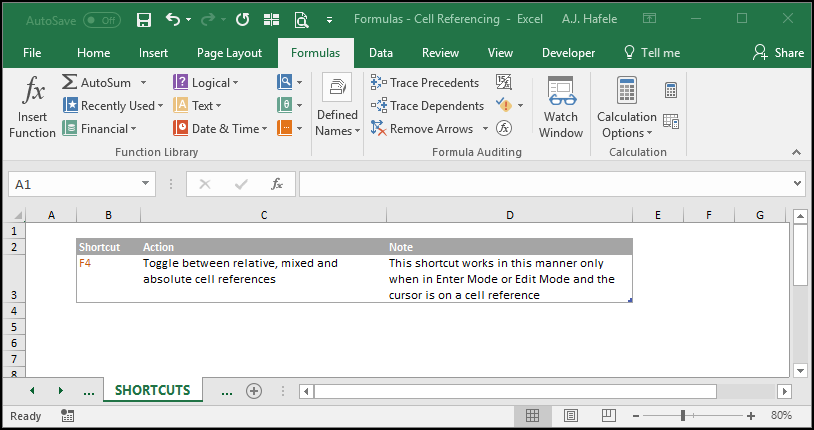 AutoSave Off Formulas - Cell Referencing - Excel A.J. Hafele
File Home Insert Page Layout Formulas Data Review View Developer Tell me Share
fx Insert Function
Σ AutoSum
Recently Used
Financial
? Logical
A Text
Date & Time
θ
Function Library
Defined Names
Trace Precedents
Trace Dependents
Remove Arrows
fx
Formula Auditing
Watch Window
Calculation Options
Calculation
A1 fx
A B C D E F G
1
2 Shortcut Action Note
F4 Toggle between relative, mixed and This shortcut works in this manner only
absolute cell references when in Enter Mode or Edit Mode and the
3 cursor is on a cell reference
4
5
6
7
8
... SHORTCUTS ...
Ready 80%